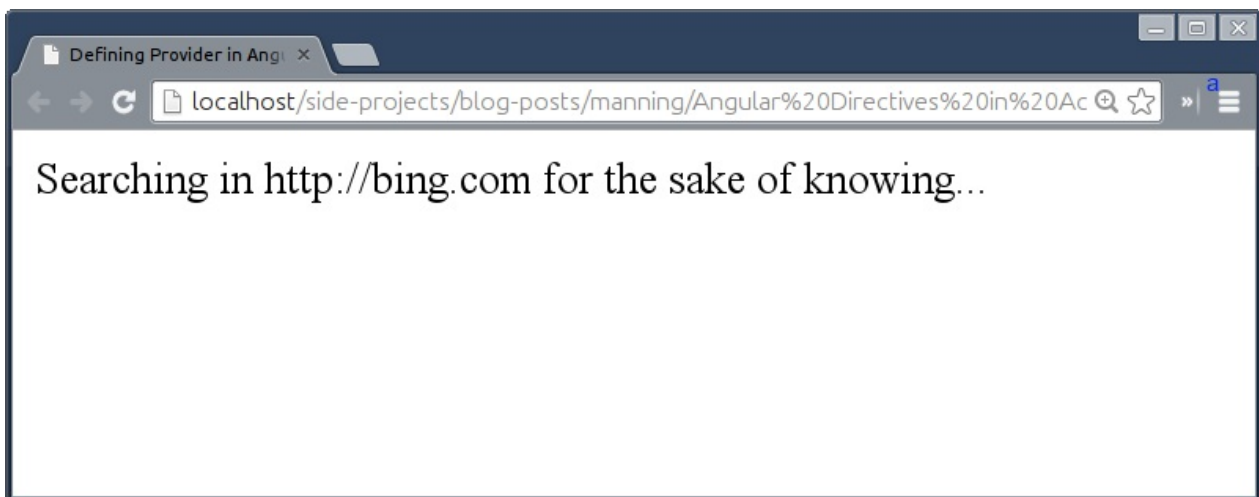 Defining Provider in Ang
localhost/side-projects/blog-posts/manning/Angular%20Directives%20in%20Ac
a
Searching in http://bing.com for the sake of knowing...